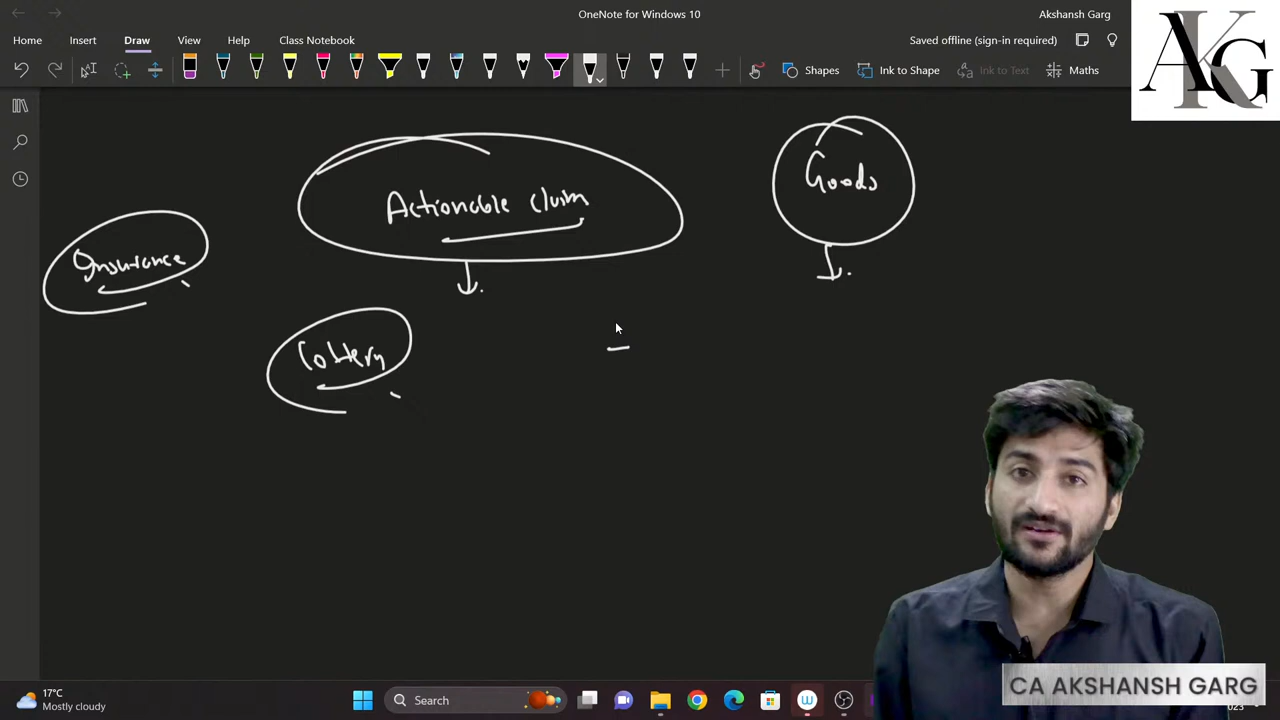 OneNote for Windows 10
Akshansh Garg
Home Insert Draw View Help Class Notebook
Saved offline (sign-in required)
Shapes Ink to Shape Ink to Text Maths
AKG
Goods
Actionable claim
Insurance
Lottery
CA AKSHANSH GARG
17°C
Mostly cloudy
Search
023